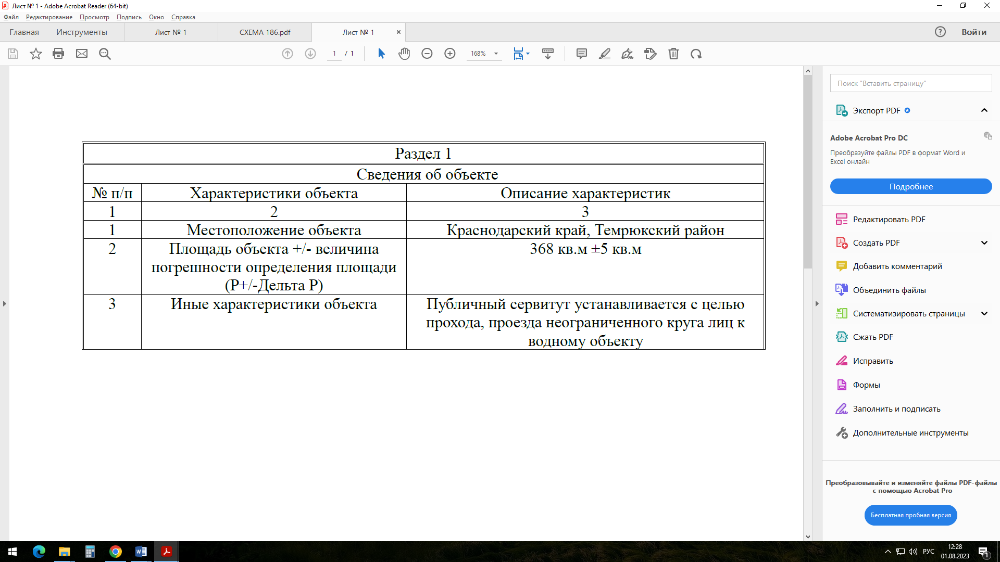 Лист № 1 - Adobe Acrobat Reader (64-bit)
Файл Редактирование Просмотр Подпись Окно Справка
Главная Инструменты Лист № 1 СХЕМА 186.pdf Лист № 1 × ? Войти
1 / 1 168%
Поиск "Вставить страницу"
Экспорт PDF
Adobe Acrobat Pro DC
Преобразуйте файлы PDF в формат Word и
Excel онлайн
Подробнее
Редактировать PDF
Создать PDF
Добавить комментарий
Объединить файлы
Систематизировать страницы
Сжать PDF
Исправить
Формы
Заполнить и подписать
Дополнительные инструменты
Преобразовывайте и изменяйте файлы PDF-файлы
с помощью Acrobat Pro
Бесплатная пробная версия
Раздел 1
Сведения об объекте
№ п/п Характеристики объекта Описание характеристик
1 2 3
1 Местоположение объекта Краснодарский край, Темрюкский район
2 Площадь объекта +/- величина 368 кв.м ±5 кв.м
погрешности определения площади
(Р+/-Дельта Р)
3 Иные характеристики объекта Публичный сервитут устанавливается с целью
прохода, проезда неограниченного круга лиц к
водному объекту
РУС 12:28
01.08.2023 1